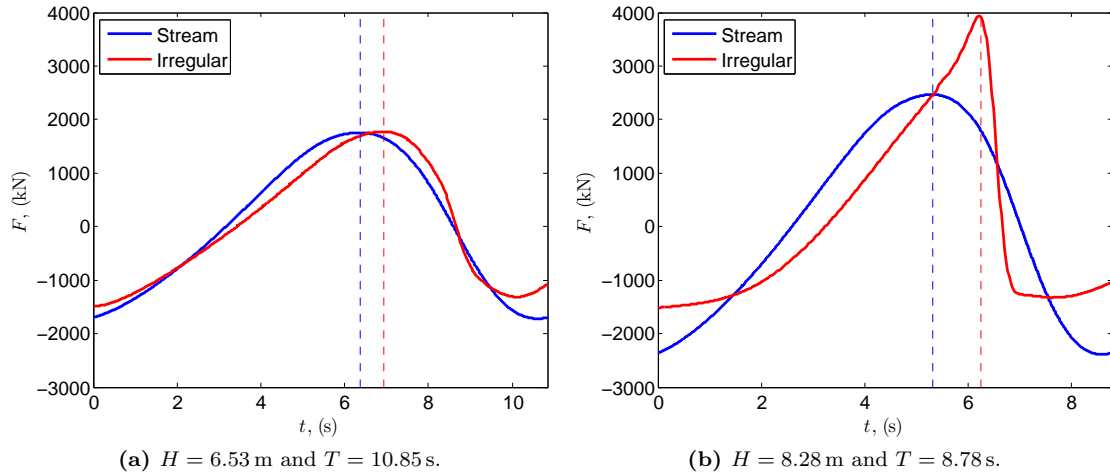 4000
3000
2000
1000
0
−1000
−2000
−3000
F, (kN)
Stream
Irregular
0 2 4 6 8 10
t, (s)
(a) H = 6.53 m and T = 10.85 s.
4000
3000
2000
1000
0
−1000
−2000
−3000
F, (kN)
Stream
Irregular
0 2 4 6 8
t, (s)
(b) H = 8.28 m and T = 8.78 s.